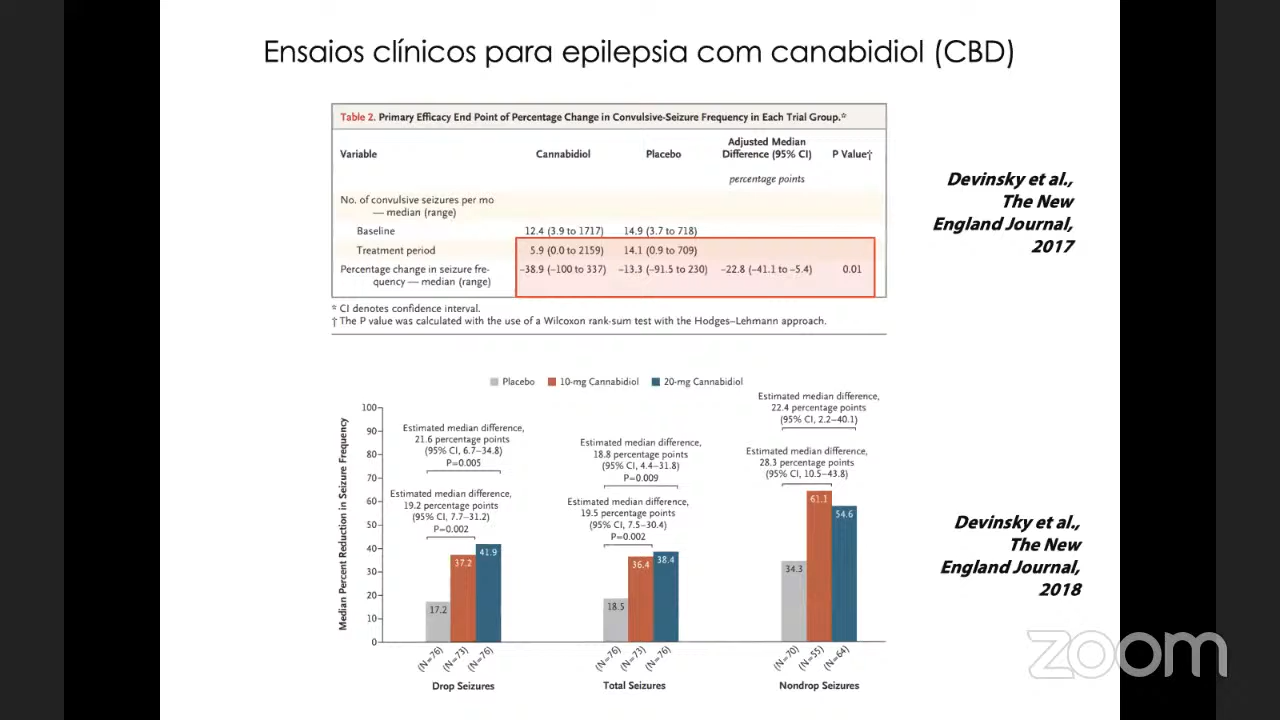 Ensaios clínicos para epilepsia com canabidiol (CBD)
Table 2. Primary Efficacy End Point of Percentage Change in Convulsive-Seizure Frequency in Each Trial Group.*
Variable Cannabidiol Placebo Adjusted Median Difference (95% CI) P Value†
percentage points
No. of convulsive seizures per mo
— median (range)
Baseline 12.4 (3.9 to 1717) 14.9 (3.7 to 718)
Treatment period 5.9 (0.0 to 2159) 14.1 (0.9 to 709)
Percentage change in seizure fre- –38.9 (–100 to 337) –13.3 (–91.5 to 230) –22.8 (–41.1 to –5.4) 0.01
quency — median (range)
* CI denotes confidence interval.
† The P value was calculated with the use of a Wilcoxon rank-sum test with the Hodges–Lehmann approach.
Devinsky et al.,
The New
England Journal,
2017
Placebo 10-mg Cannabidiol 20-mg Cannabidiol
Median Percent Reduction in Seizure Frequency
100
90
80
70
60
50
40
30
20
10
0
Estimated median difference,
21.6 percentage points
(95% CI, 6.7–34.8)
P=0.005
Estimated median difference,
19.2 percentage points
(95% CI, 7.7–31.2)
P=0.002
17.2
37.2
41.9
(N=76) (N=73) (N=76)
Drop Seizures
Estimated median difference,
18.8 percentage points
(95% CI, 4.4–31.8)
P=0.009
Estimated median difference,
19.5 percentage points
(95% CI, 7.5–30.4)
P=0.002
18.5
36.4
38.4
(N=76) (N=73) (N=76)
Total Seizures
Estimated median difference,
22.4 percentage points
(95% CI, 2.2–40.1)
Estimated median difference,
28.3 percentage points
(95% CI, 10.5–43.8)
34.3
61.1
54.6
(N=70) (N=55) (N=64)
Nondrop Seizures
Devinsky et al.,
The New
England Journal,
2018
zoom